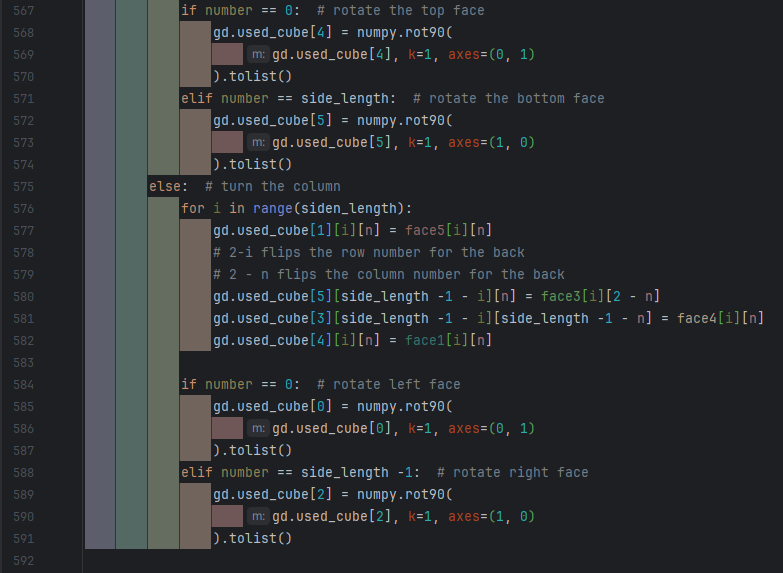 567 if number == 0:  # rotate the top face
568 gd.used_cube[4] = numpy.rot90(
569 m: gd.used_cube[4], k=1, axes=(0, 1)
570 ).tolist()
571 elif number == side_length:  # rotate the bottom face
572 gd.used_cube[5] = numpy.rot90(
573 m: gd.used_cube[5], k=1, axes=(1, 0)
574 ).tolist()
575 else:  # turn the column
576 for i in range(siden_length):
577 gd.used_cube[1][i][n] = face5[i][n]
578 # 2-i flips the row number for the back
579 # 2 - n flips the column number for the back
580 gd.used_cube[5][side_length -1 - i][n] = face3[i][2 - n]
581 gd.used_cube[3][side_length -1 - i][side_length -1 - n] = face4[i][n]
582 gd.used_cube[4][i][n] = face1[i][n]
583
584 if number == 0:  # rotate left face
585 gd.used_cube[0] = numpy.rot90(
586 m: gd.used_cube[0], k=1, axes=(0, 1)
587 ).tolist()
588 elif number == side_length -1:  # rotate right face
589 gd.used_cube[2] = numpy.rot90(
590 m: gd.used_cube[2], k=1, axes=(1, 0)
591 ).tolist()
592